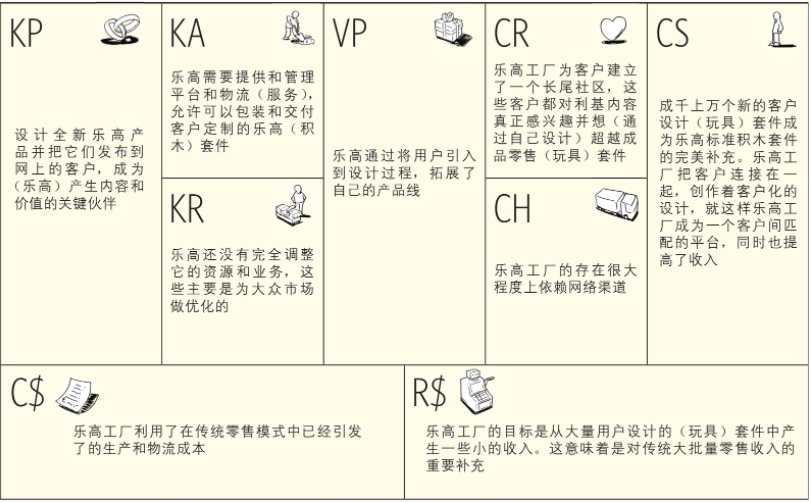 KP
设计全新乐高产
品并把它们发布到
网上的客户，成为
（乐高）产生内容和
价值的关键伙伴
KA
乐高需要提供和管理
平台和物流（服务），
允许可以包装和交付
客户定制的乐高（积
木）套件
KR
乐高还没有完全调整
它的资源和业务，这
些主要是为大众市场
做优化的
VP
乐高通过将用户引入
到设计过程，拓展了
自己的产品线
CR
乐高工厂为客户建立
了一个长尾社区，这
些客户都对利基内容
真正感兴趣并想（通
过自己设计）超越成
品零售（玩具）套件
CH
乐高工厂的存在很大
程度上依赖网络渠道
CS
成千上万个新的客户
设计（玩具）套件成
为乐高标准积木套件
的完美补充。乐高工
厂把客户连接在一
起，创作着客户化的
设计，就这样乐高工
厂成为一个客户间匹
配的平台，同时也提
高了收入
C$
乐高工厂利用了在传统零售模式中已经引发
了的生产和物流成本
R$
乐高工厂的目标是从大量用户设计的（玩具）套件中产
生一些小的收入。这意味着是对传统大批量零售收入的
重要补充